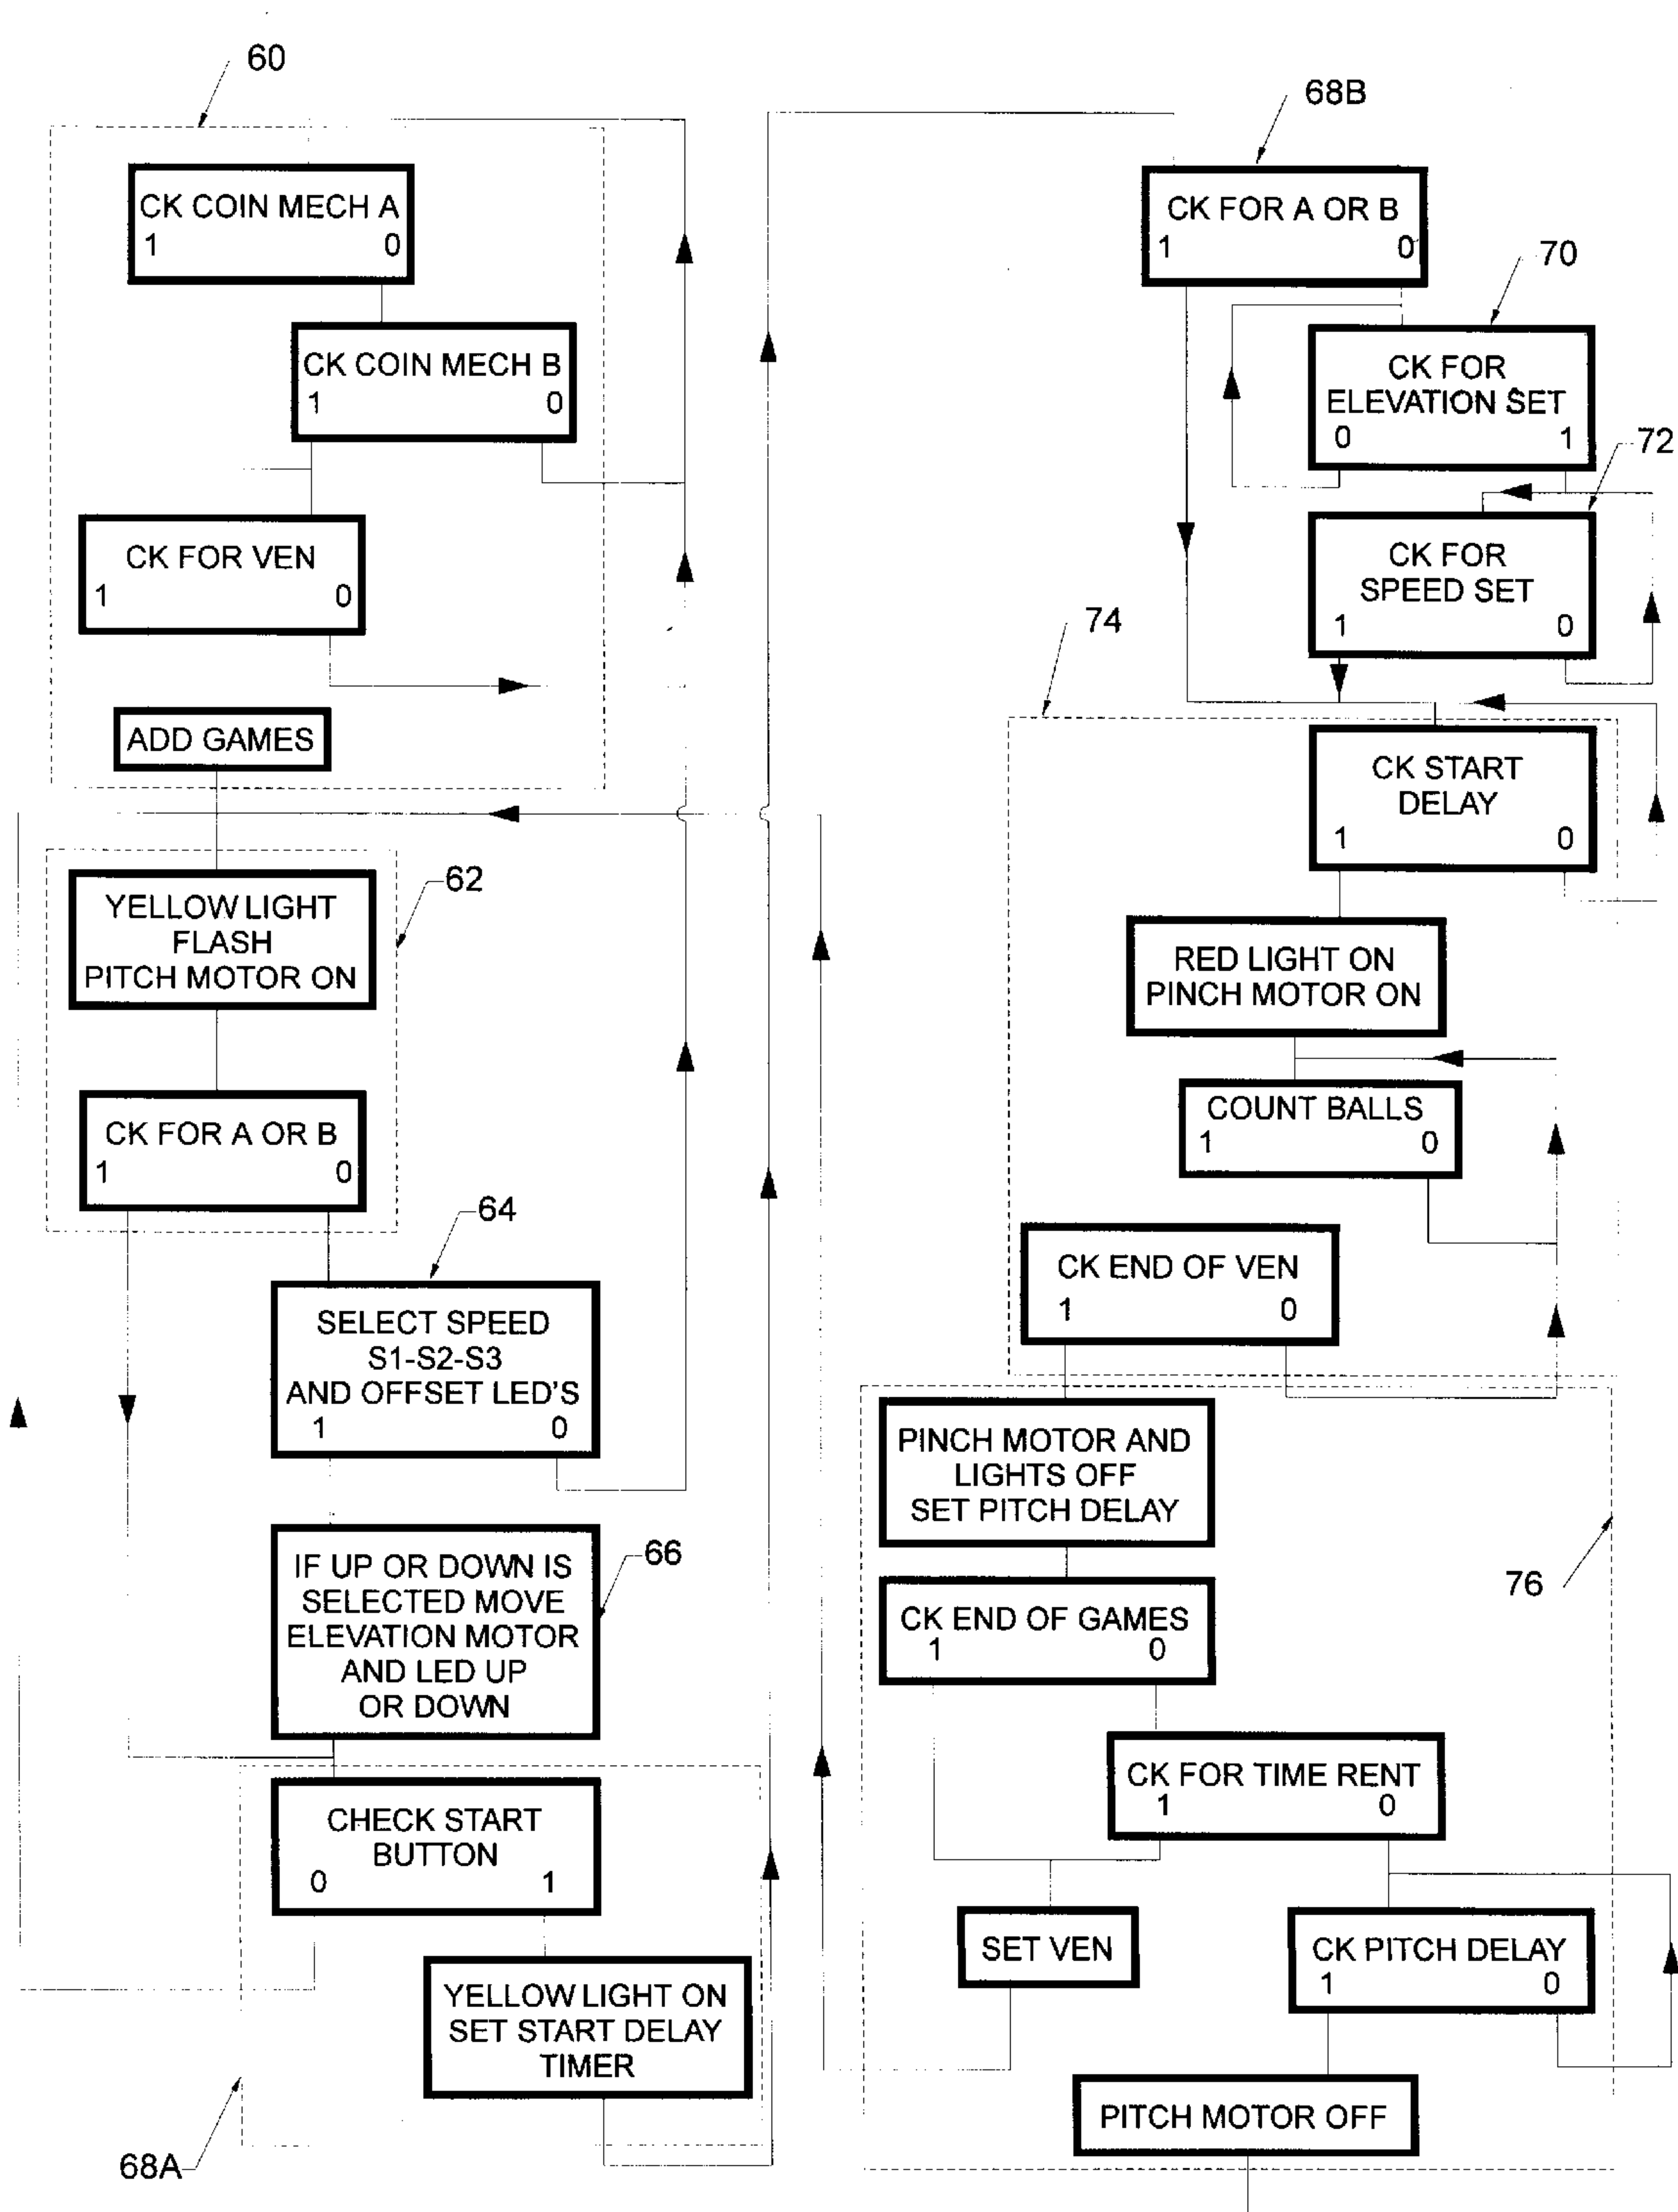 60
CK COIN MECH A
1 0
CK COIN MECH B
1 0
CK FOR VEN
1 0
ADD GAMES
62
YELLOW LIGHT
FLASH
PITCH MOTOR ON
CK FOR A OR B
1 0
64
SELECT SPEED
S1-S2-S3
AND OFFSET LED'S
1 0
66
IF UP OR DOWN IS
SELECTED MOVE
ELEVATION MOTOR
AND LED UP
OR DOWN
CHECK START
BUTTON
0 1
YELLOW LIGHT ON
SET START DELAY
TIMER
68A
68B
CK FOR A OR B
1 0
70
CK FOR
ELEVATION SET
0 1
72
CK FOR
SPEED SET
1 0
74
CK START
DELAY
1 0
RED LIGHT ON
PINCH MOTOR ON
COUNT BALLS
1 0
CK END OF VEN
1 0
PINCH MOTOR AND
LIGHTS OFF
SET PITCH DELAY
76
CK END OF GAMES
1 0
CK FOR TIME RENT
1 0
SET VEN
CK PITCH DELAY
1 0
PITCH MOTOR OFF